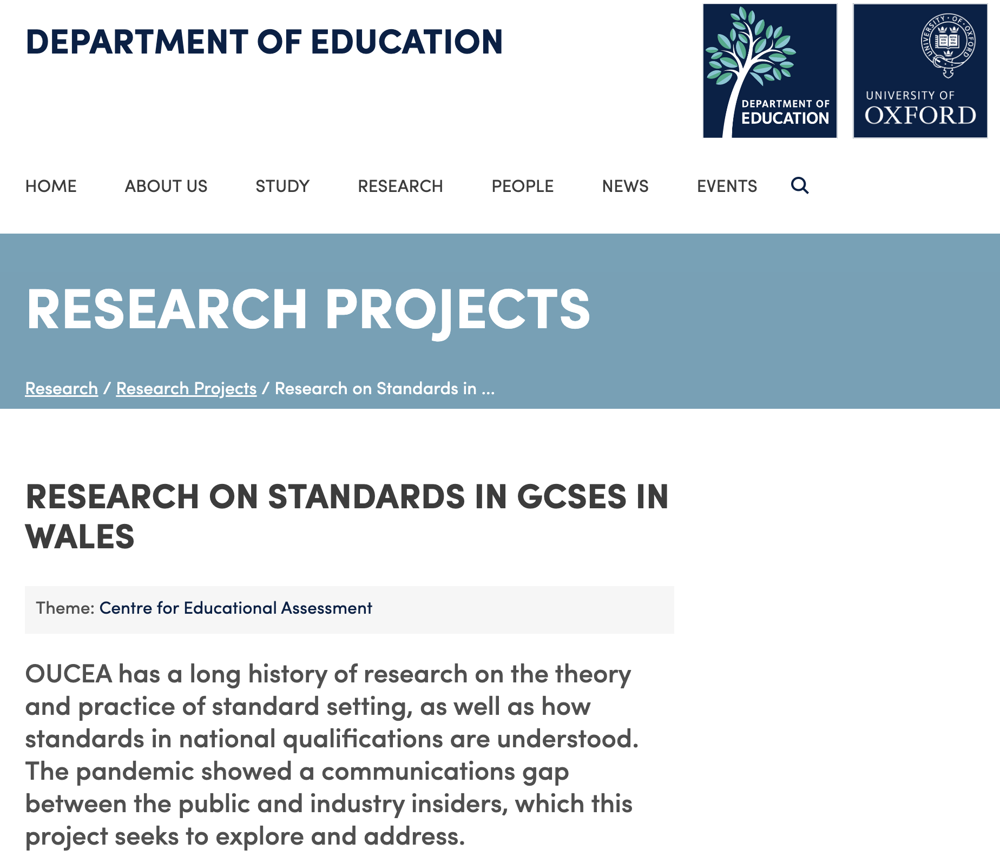 DEPARTMENT OF EDUCATION
DEPARTMENT OF
EDUCATION
UNIVERSITY OF OXFORD
UNIVERSITY OF
OXFORD
HOME ABOUT US STUDY RESEARCH PEOPLE NEWS EVENTS
RESEARCH PROJECTS
Research / Research Projects / Research on Standards in ...
RESEARCH ON STANDARDS IN GCSES IN
WALES
Theme: Centre for Educational Assessment
OUCEA has a long history of research on the theory
and practice of standard setting, as well as how
standards in national qualifications are understood.
The pandemic showed a communications gap
between the public and industry insiders, which this
project seeks to explore and address.